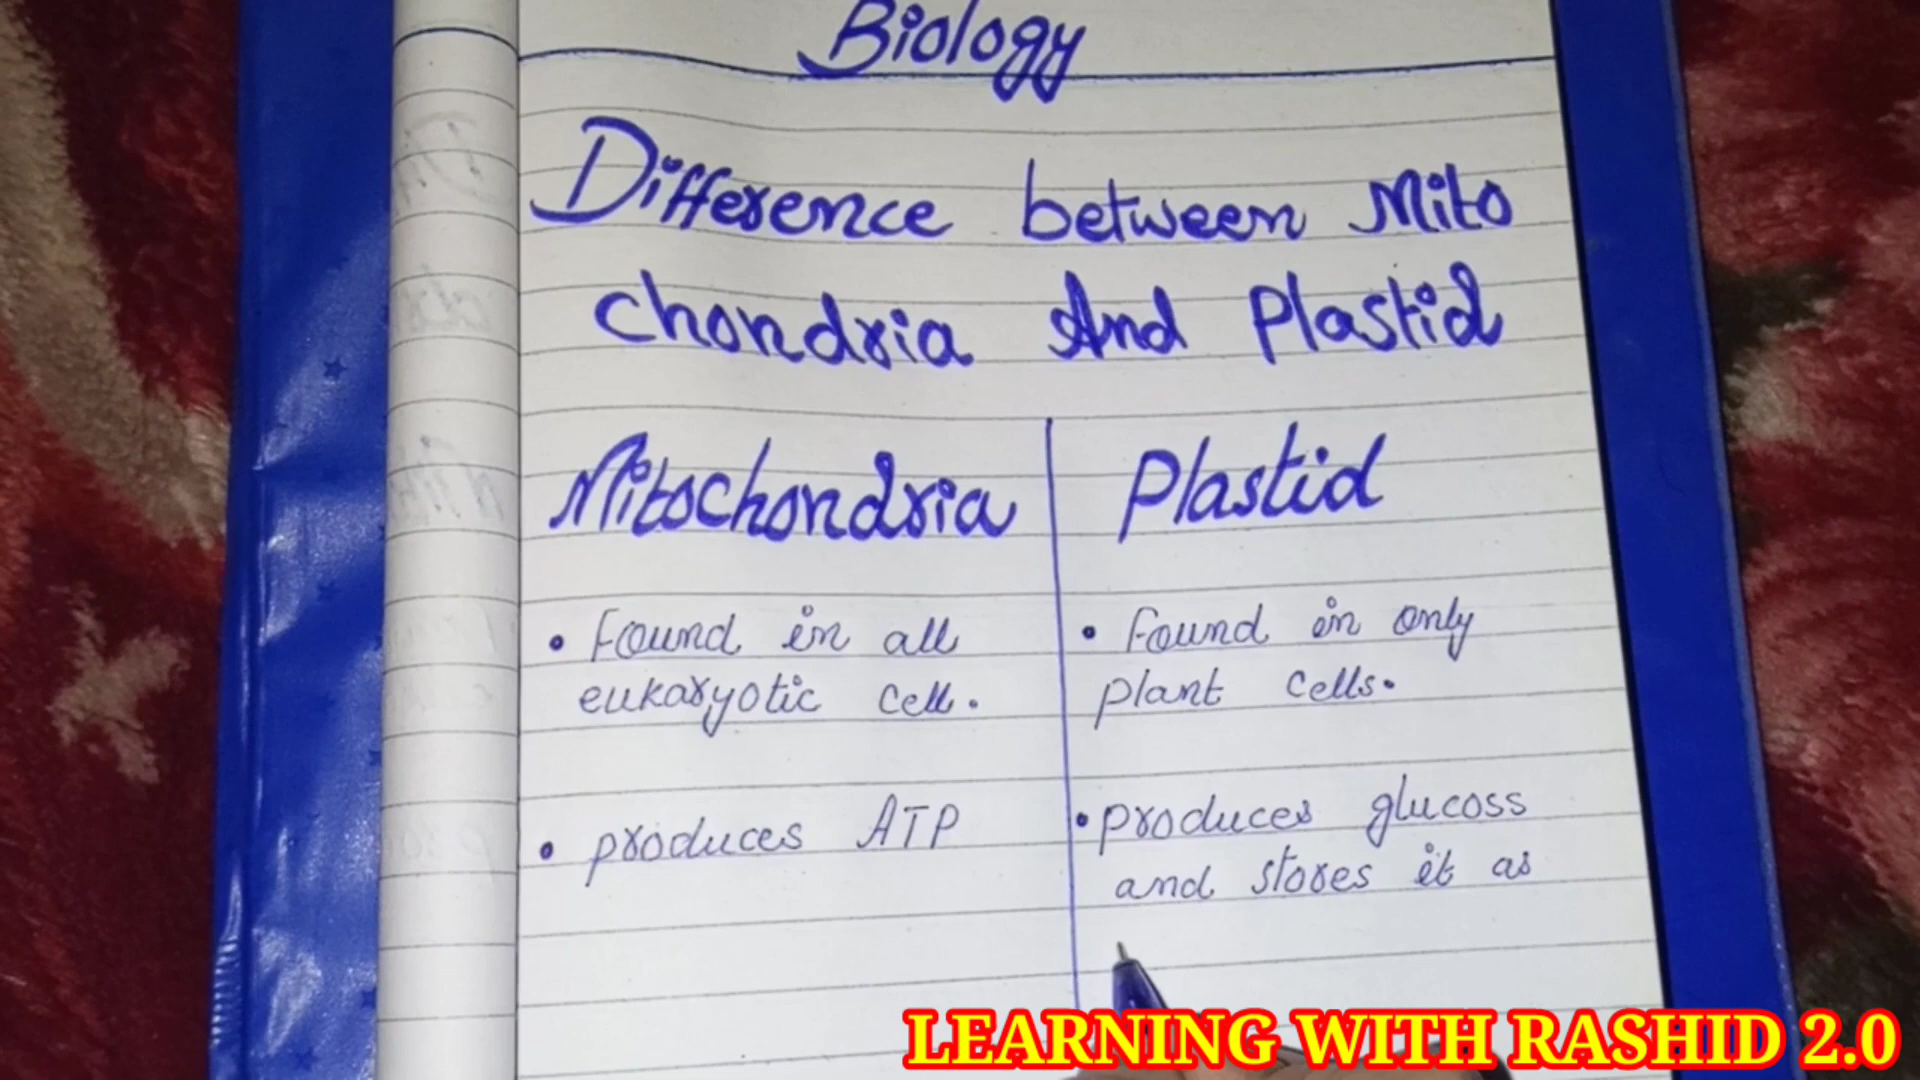 Biology
Difference between Mito
chondria And Plastid
Mitochondria
Plastid
• Found in all
eukaryotic cell.
• Found in only
plant cells.
• produces ATP
• produces glucoss
and stores it as
LEARNING WITH RASHID 2.0